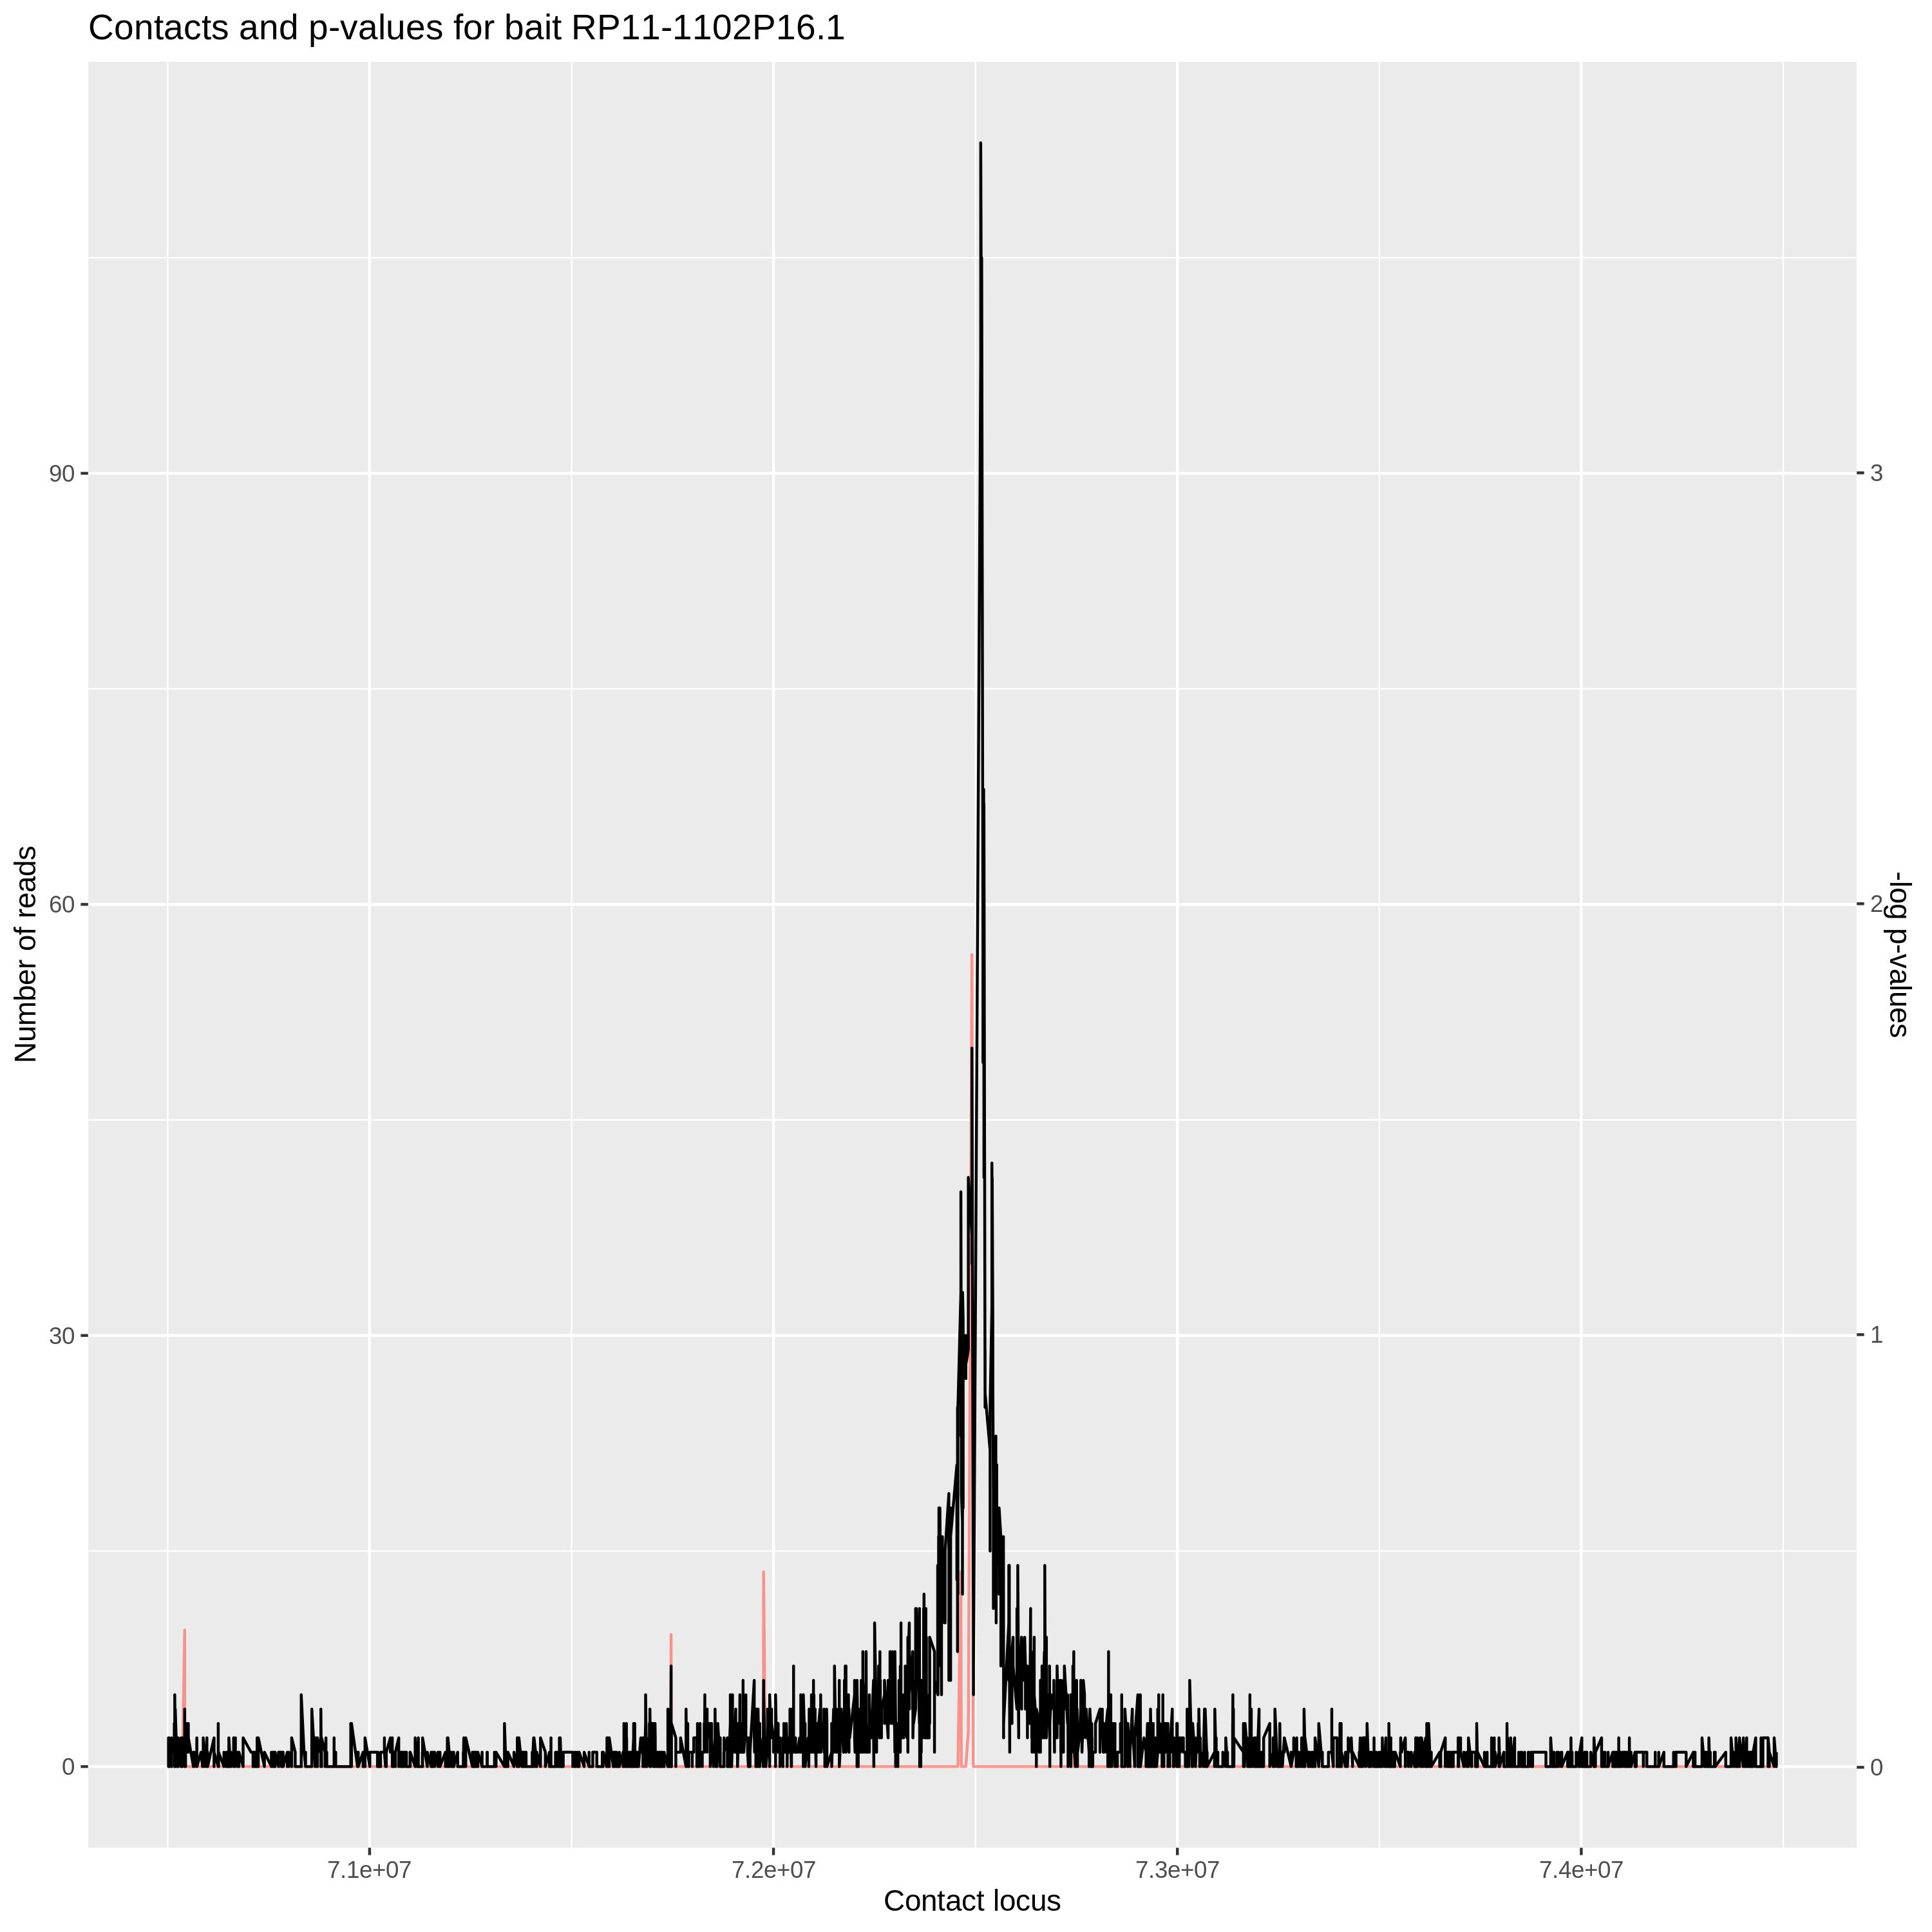 Contacts and p-values for bait RP11-1102P16.1
Number of reads
90
60
30
0
3
2
1
0
-log p-values
7.1e+07 7.2e+07 7.3e+07 7.4e+07
Contact locus